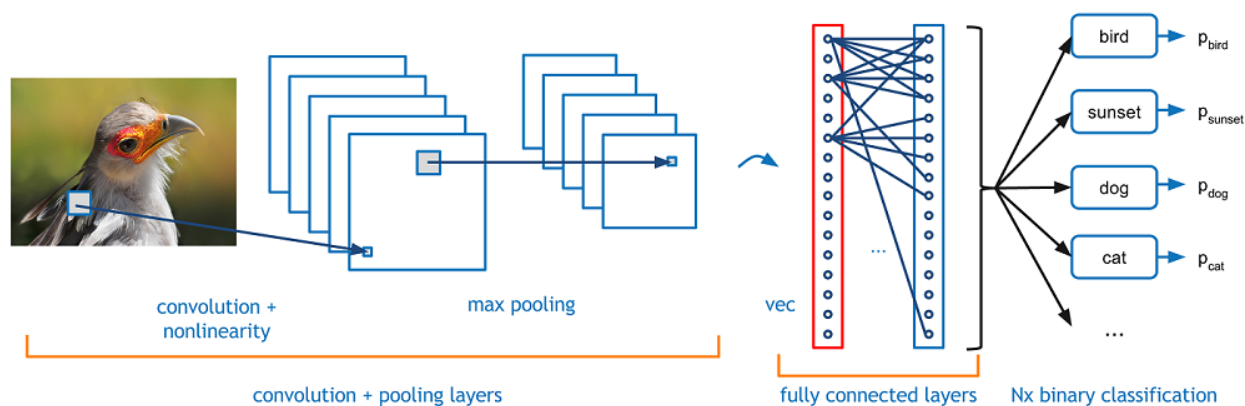 convolution +
nonlinearity
max pooling
vec
...
bird
p_bird
sunset
p_sunset
dog
p_dog
cat
p_cat
...
convolution + pooling layers
fully connected layers
Nx binary classification